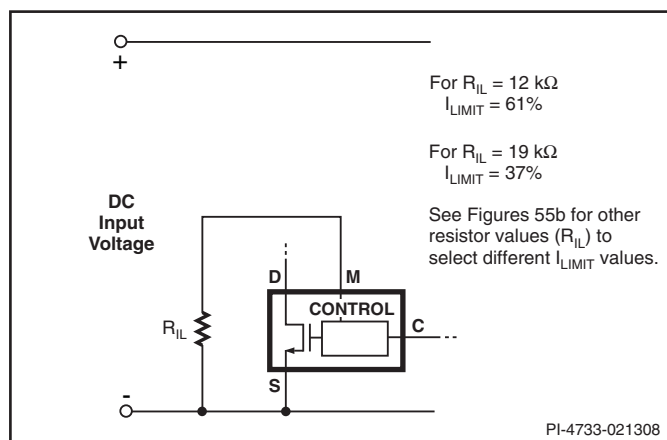 +
For R_IL = 12 kΩ
I_LIMIT = 61%
For R_IL = 19 kΩ
I_LIMIT = 37%
See Figures 55b for other
resistor values (R_IL) to
select different I_LIMIT values.
DC
Input
Voltage
D
M
CONTROL
C
R_IL
S
-
PI-4733-021308